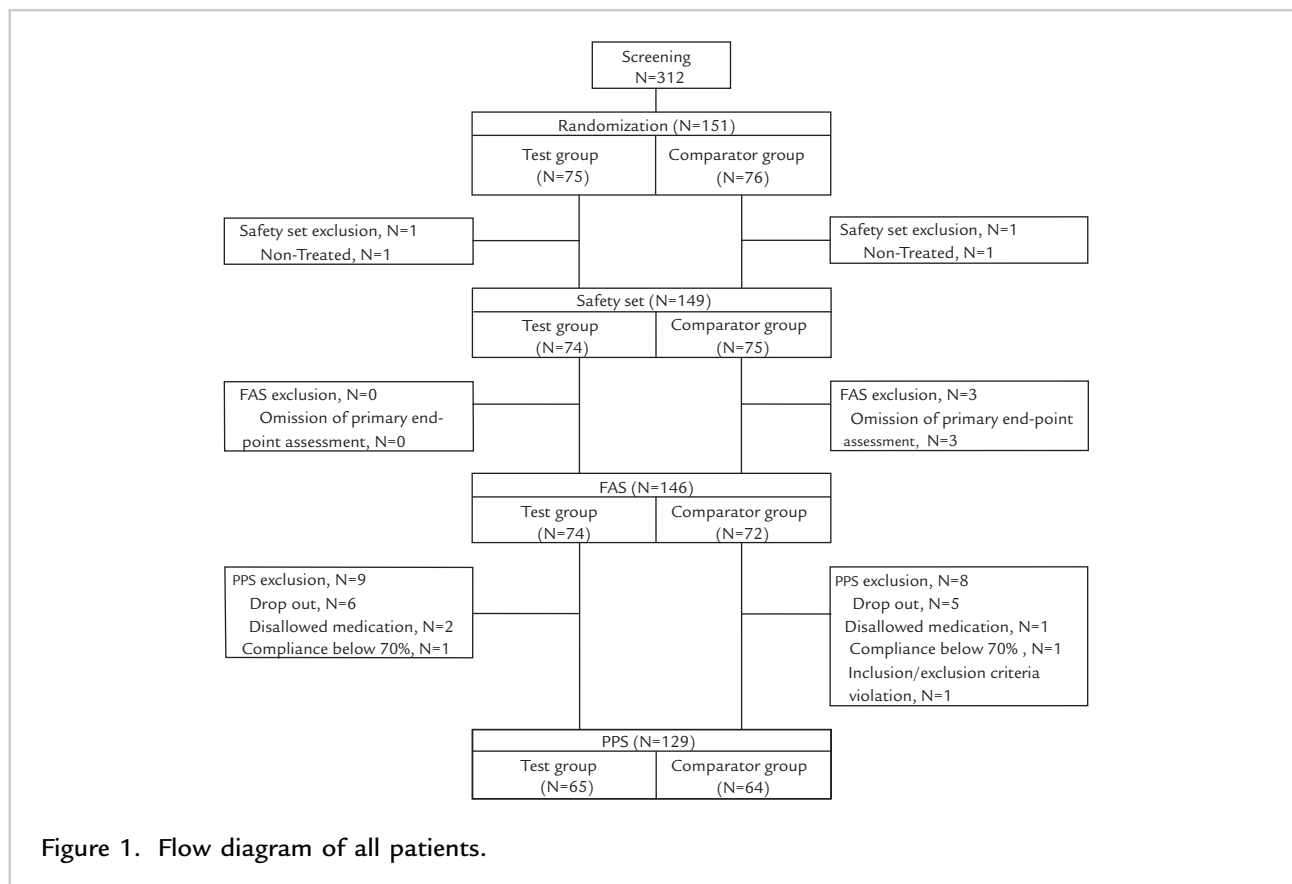 Screening
N=312
Randomization (N=151)
Test group
(N=75)
Comparator group
(N=76)
Safety set exclusion, N=1
Non-Treated, N=1
Safety set exclusion, N=1
Non-Treated, N=1
Safety set (N=149)
Test group
(N=74)
Comparator group
(N=75)
FAS exclusion, N=0
Omission of primary end-
point assessment, N=0
FAS exclusion, N=3
Omission of primary end-point
assessment, N=3
FAS (N=146)
Test group
(N=74)
Comparator group
(N=72)
PPS exclusion, N=9
Drop out, N=6
Disallowed medication, N=2
Compliance below 70%, N=1
PPS exclusion, N=8
Drop out, N=5
Disallowed medication, N=1
Compliance below 70% , N=1
Inclusion/exclusion criteria
violation, N=1
PPS (N=129)
Test group
(N=65)
Comparator group
(N=64)
Figure 1. Flow diagram of all patients.